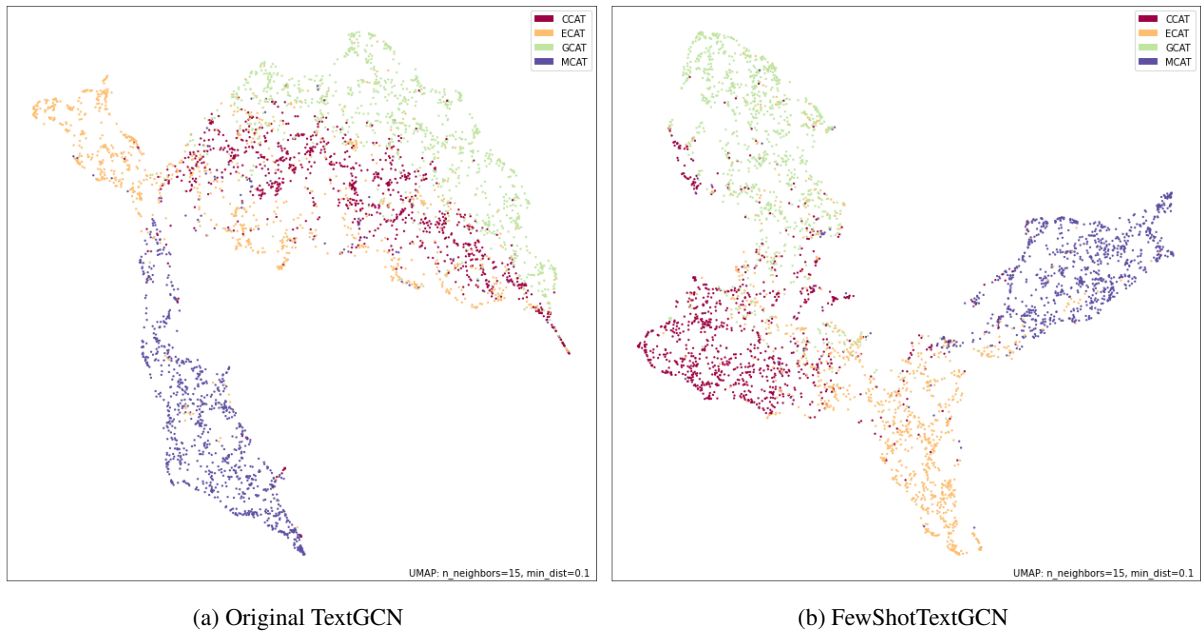 CCAT
ECAT
GCAT
MCAT
UMAP: n_neighbors=15, min_dist=0.1
(a) Original TextGCN
CCAT
ECAT
GCAT
MCAT
UMAP: n_neighbors=15, min_dist=0.1
(b) FewShotTextGCN